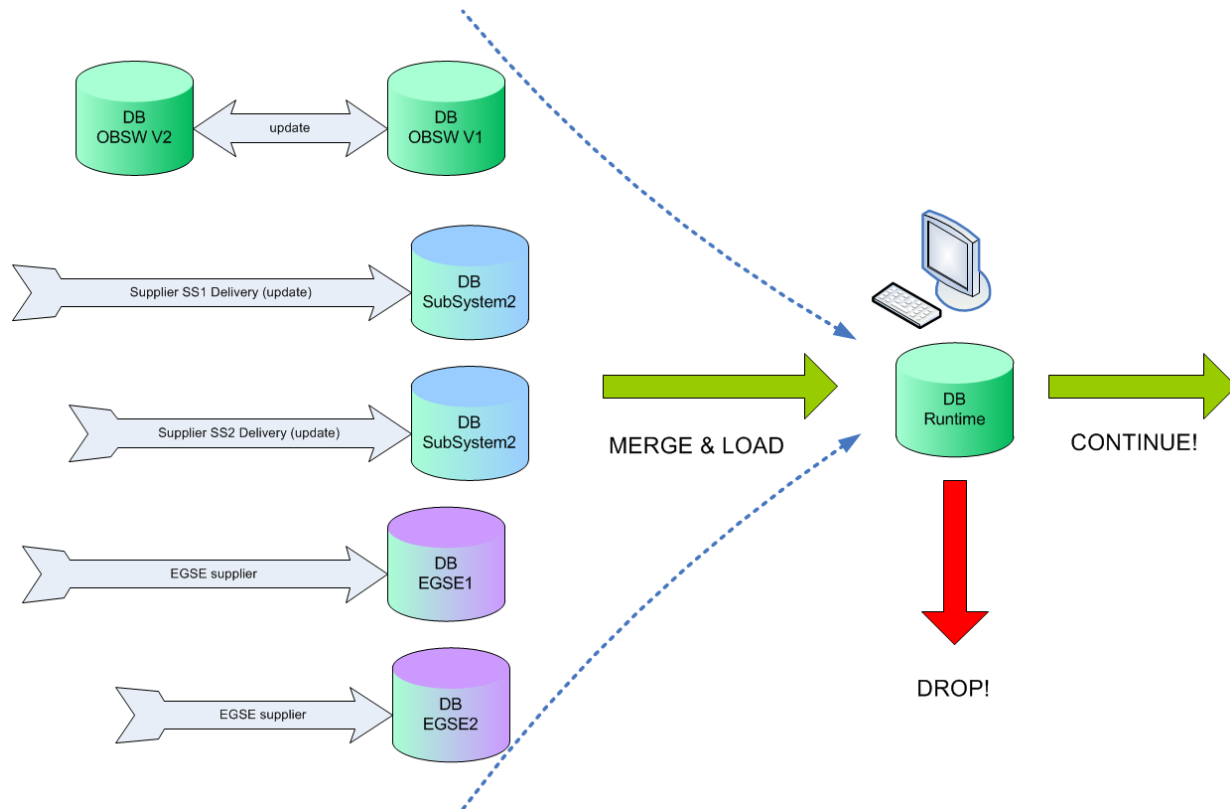 DB
OBSW V2
update
DB
OBSW V1
Supplier SS1 Delivery (update)
DB
SubSystem2
Supplier SS2 Delivery (update)
DB
SubSystem2
EGSE supplier
DB
EGSE1
EGSE supplier
DB
EGSE2
MERGE & LOAD
DB
Runtime
CONTINUE!
DROP!